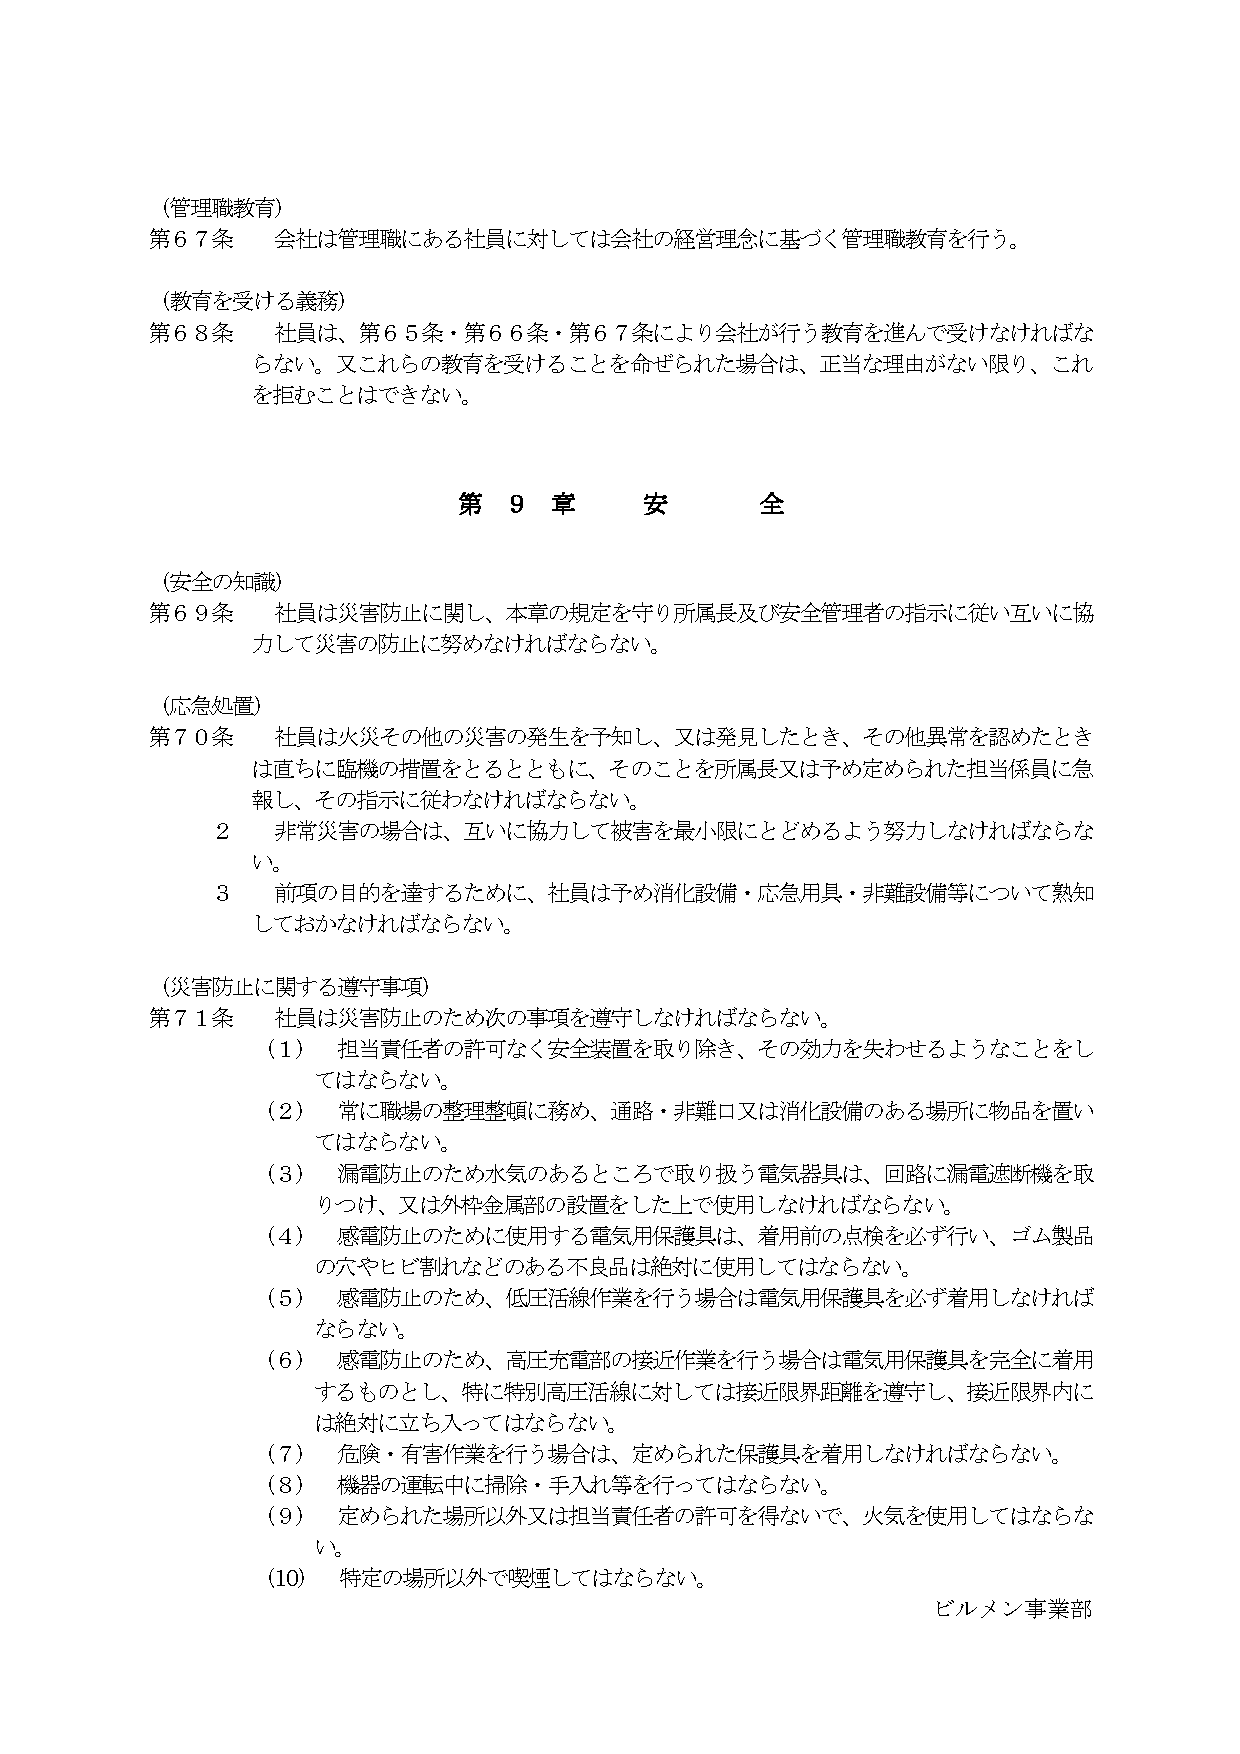 (管理職教育)
第６７条　　会社は管理職にある社員に対しては会社の経営理念に基づく管理職教育を行う。
(教育を受ける義務)
第６８条　　社員は、第６５条・第６６条・第６７条により会社が行う教育を進んで受けなければな
らない。又これらの教育を受けることを命ぜられた場合は、正当な理由がない限り、これ
を拒むことはできない。
第　９　章　　　安　　　　全
(安全の知識)
第６９条　　社員は災害防止に関し、本章の規定を守り所属長及び安全管理者の指示に従い互いに協
力して災害の防止に努めなければならない。
(応急処置)
第７０条　　社員は火災その他の災害の発生を予知し、又は発見したとき、その他異常を認めたとき
は直ちに臨機の措置をとるとともに、そのことを所属長又は予め定められた担当係員に急
報し、その指示に従わなければならない。
２　　非常災害の場合は、互いに協力して被害を最小限にとどめるよう努力しなければならな
い。
３　　前項の目的を達するために、社員は予め消化設備・応急用具・非難設備等について熟知
しておかなければならない。
(災害防止に関する遵守事項)
第７１条　　社員は災害防止のため次の事項を遵守しなければならない。
(１)　担当責任者の許可なく安全装置を取り除き、その効力を失わせるようなことをし
てはならない。
(２)　常に職場の整理整頓に務め、通路・非難口又は消化設備のある場所に物品を置い
てはならない。
(３)　漏電防止のため水気のあるところで取り扱う電気器具は、回路に漏電遮断機を取
りつけ、又は外枠金属部の設置をした上で使用しなければならない。
(４)　感電防止のために使用する電気用保護具は、着用前の点検を必ず行い、ゴム製品
の穴やヒビ割れなどのある不良品は絶対に使用してはならない。
(５)　感電防止のため、低圧活線作業を行う場合は電気用保護具を必ず着用しなければ
ならない。
(６)　感電防止のため、高圧充電部の接近作業を行う場合は電気用保護具を完全に着用
するものとし、特に特別高圧活線に対しては接近限界距離を遵守し、接近限界内に
は絶対に立ち入ってはならない。
(７)　危険・有害作業を行う場合は、定められた保護具を着用しなければならない。
(８)　機器の運転中に掃除・手入れ等を行ってはならない。
(９)　定められた場所以外又は担当責任者の許可を得ないで、火気を使用してはならな
い。
(10)　特定の場所以外で喫煙してはならない。
ビルメン事業部